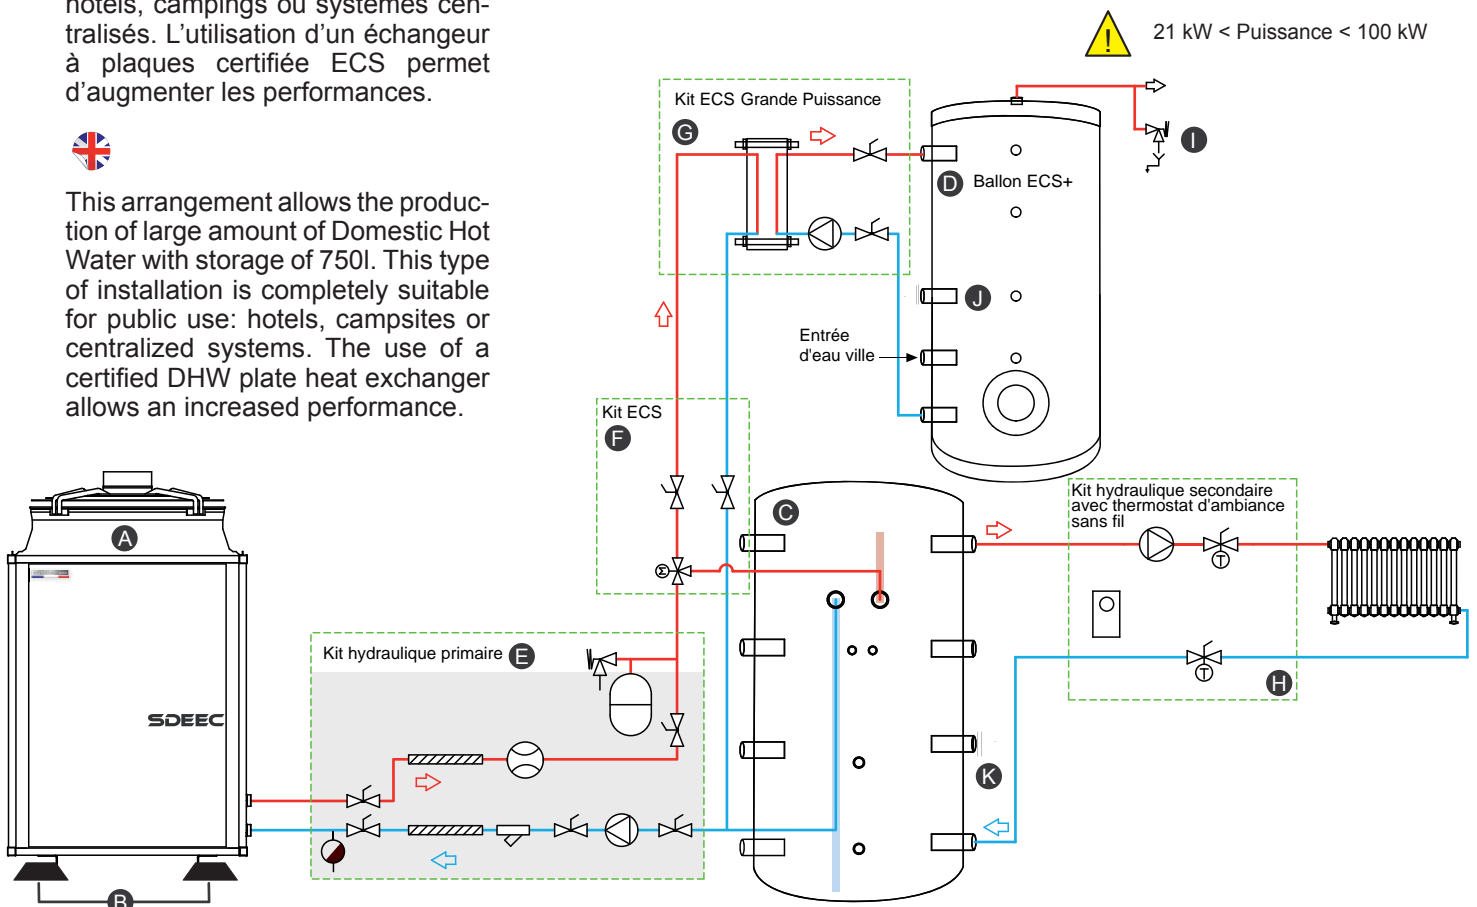 hôtels, campings ou systèmes cen-
tralisés. L'utilisation d'un échangeur
à plaques certifiée ECS permet
d'augmenter les performances.
This arrangement allows the produc-
tion of large amount of Domestic Hot
Water with storage of 750l. This type
of installation is completely suitable
for public use: hotels, campsites or
centralized systems. The use of a
certified DHW plate heat exchanger
allows an increased performance.
21 kW < Puissance < 100 kW
!
Kit ECS Grande Puissance
G
I
D
Ballon ECS+
J
Entrée
d'eau ville
Kit ECS
F
C
Kit hydraulique secondaire
avec thermostat d'ambiance
sans fil
T
T
H
A
M
Kit hydraulique primaire
E
SDEEC
K
B